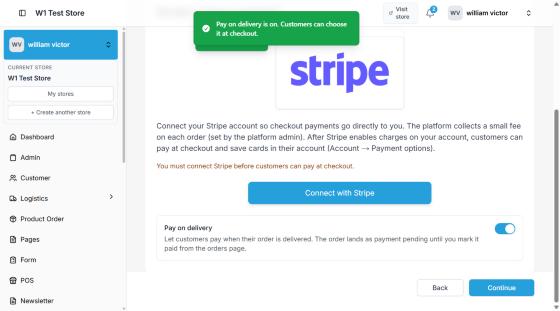 W1 Test Store
Pay on delivery is on. Customers can choose
it at checkout.
Visit
store
2
WV
william victor
WV
william victor
CURRENT STORE
W1 Test Store
My stores
+ Create another store
Dashboard
Admin
Customer
Logistics
Product Order
Pages
Form
POS
Newsletter
stripe
Connect your Stripe account so checkout payments go directly to you. The platform collects a small fee
on each order (set by the platform admin). After Stripe enables charges on your account, customers can
pay at checkout and save cards in their account (Account → Payment options).
You must connect Stripe before customers can pay at checkout.
Connect with Stripe
Pay on delivery
Let customers pay when their order is delivered. The order lands as payment pending until you mark it
paid from the orders page.
Back
Continue